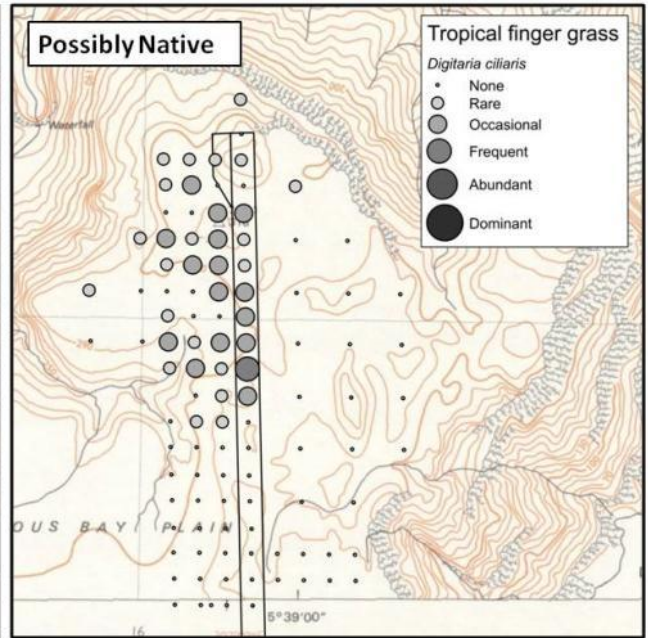 Possibly Native
Tropical finger grass
Digitaria ciliaris
None
Rare
Occasional
Frequent
Abundant
Dominant
Waterfall
OUS BAY PLAIN
16
5°39'00"